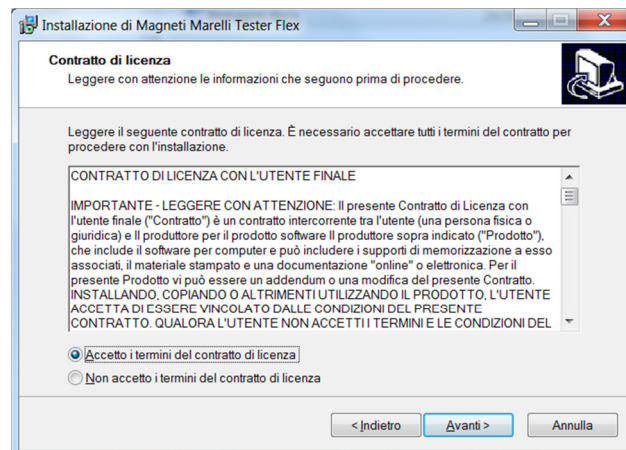 Installazione di Magneti Marelli Tester Flex
Contratto di licenza
Leggere con attenzione le informazioni che seguono prima di procedere.
Leggere il seguente contratto di licenza. È necessario accettare tutti i termini del contratto per
procedere con l'installazione.
CONTRATTO DI LICENZA CON L'UTENTE FINALE
IMPORTANTE - LEGGERE CON ATTENZIONE: Il presente Contratto di Licenza con
l'utente finale ("Contratto") è un contratto intercorrente tra l'utente (una persona fisica o
giuridica) e Il produttore per il prodotto software Il produttore sopra indicato ("Prodotto"),
che include il software per computer e può includere i supporti di memorizzazione a esso
associati, il materiale stampato e una documentazione "online" o elettronica. Per il
presente Prodotto vi può essere un addendum o una modifica del presente Contratto.
INSTALLANDO, COPIANDO O ALTRIMENTI UTILIZZANDO IL PRODOTTO, L'UTENTE
ACCETTA DI ESSERE VINCOLATO DALLE CONDIZIONI DEL PRESENTE
CONTRATTO. QUALORA L'UTENTE NON ACCETTI I TERMINI E LE CONDIZIONI DEL
Accetto i termini del contratto di licenza
Non accetto i termini del contratto di licenza
< Indietro
Avanti >
Annulla